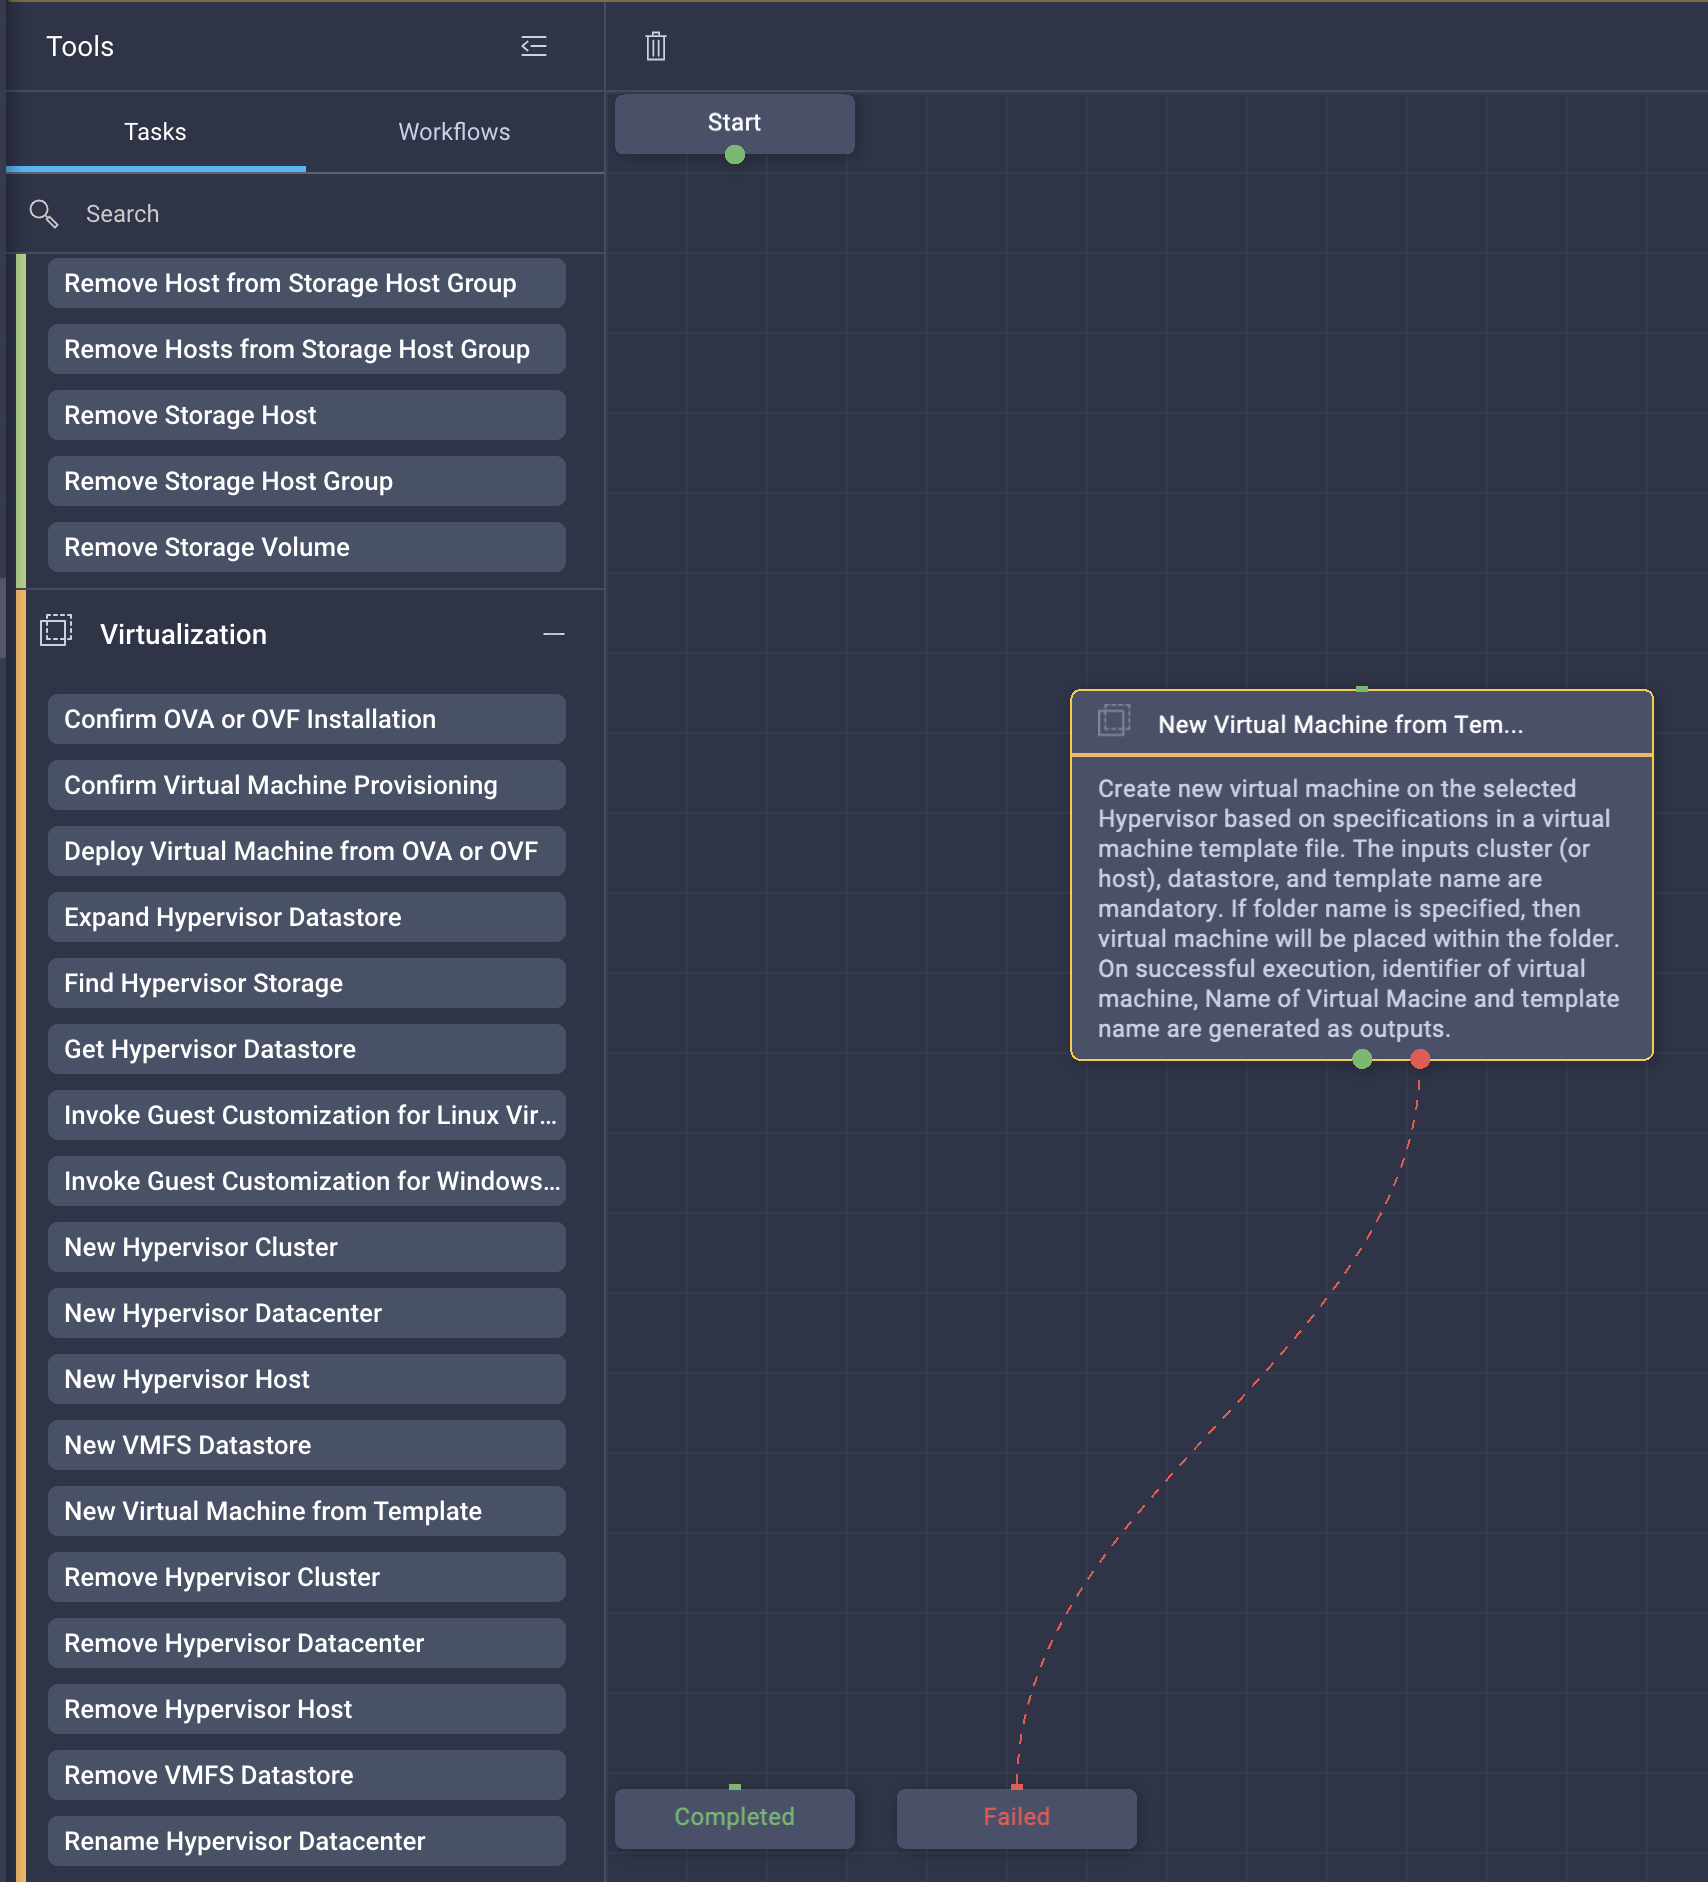 Tools
Tasks
Workflows
Search
Remove Host from Storage Host Group
Remove Hosts from Storage Host Group
Remove Storage Host
Remove Storage Host Group
Remove Storage Volume
Virtualization
Confirm OVA or OVF Installation
Confirm Virtual Machine Provisioning
Deploy Virtual Machine from OVA or OVF
Expand Hypervisor Datastore
Find Hypervisor Storage
Get Hypervisor Datastore
Invoke Guest Customization for Linux Vir...
Invoke Guest Customization for Windows...
New Hypervisor Cluster
New Hypervisor Datacenter
New Hypervisor Host
New VMFS Datastore
New Virtual Machine from Template
Remove Hypervisor Cluster
Remove Hypervisor Datacenter
Remove Hypervisor Host
Remove VMFS Datastore
Rename Hypervisor Datacenter
Start
New Virtual Machine from Tem...
Create new virtual machine on the selected
Hypervisor based on specifications in a virtual
machine template file. The inputs cluster (or
host), datastore, and template name are
mandatory. If folder name is specified, then
virtual machine will be placed within the folder.
On successful execution, identifier of virtual
machine, Name of Virtual Macine and template
name are generated as outputs.
Completed
Failed